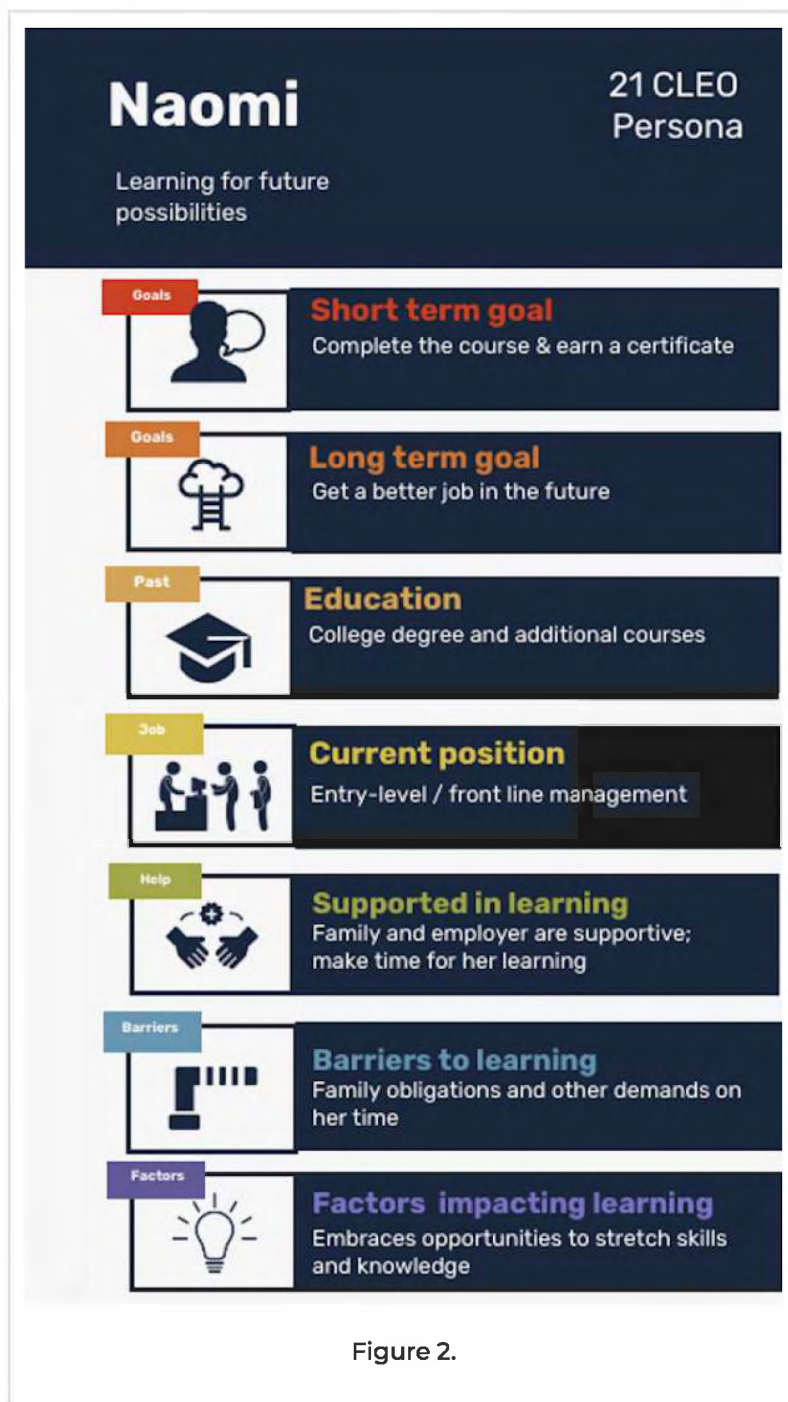 Naomi
21 CLEO
Persona
Learning for future
possibilities
Goals
Short term goal
Complete the course & earn a certificate
Goals
Long term goal
Get a better job in the future
Past
Education
College degree and additional courses
Job
Current position
Entry-level / front line management
Help
Supported in learning
Family and employer are supportive;
make time for her learning
Barriers
Barriers to learning
Family obligations and other demands on
her time
Factors
Factors impacting learning
Embraces opportunities to stretch skills
and knowledge
Figure 2.